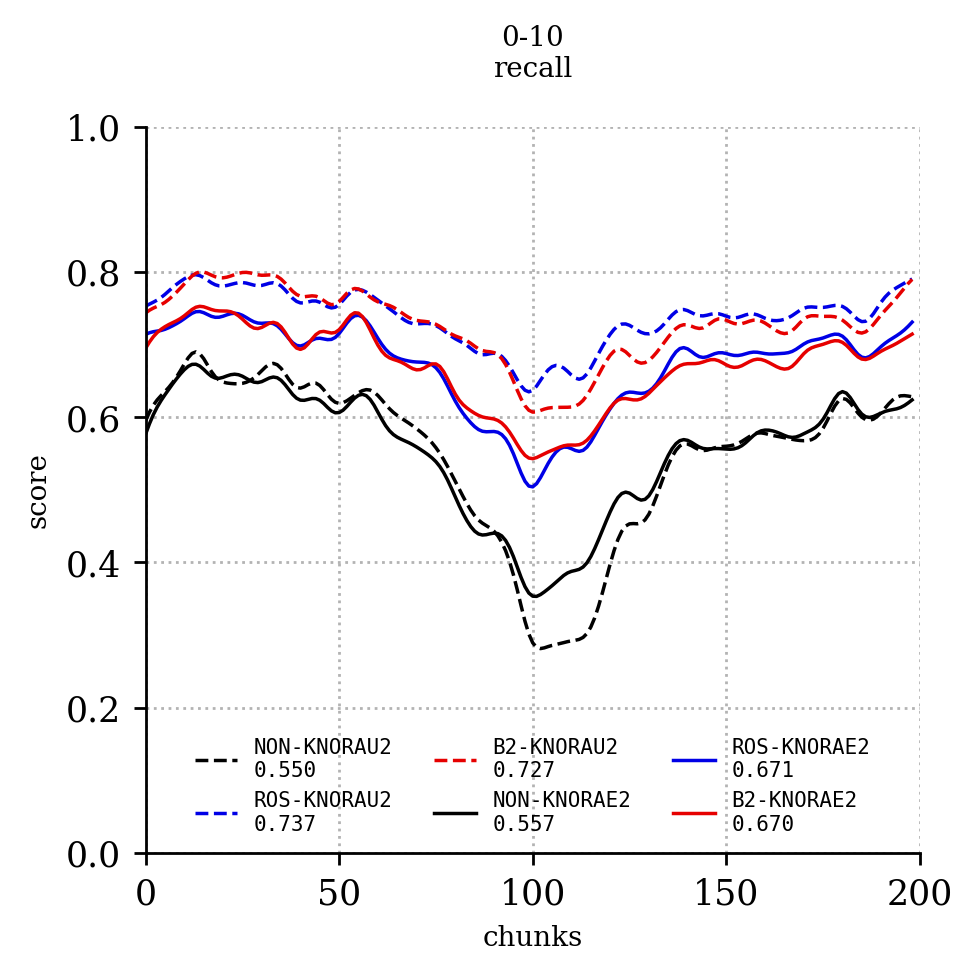 0-10
recall
1.0
0.8
0.6
0.4
0.2
0.0
score
NON-KNORAU2
0.550
ROS-KNORAU2
0.737
B2-KNORAU2
0.727
NON-KNORAE2
0.557
ROS-KNORAE2
0.671
B2-KNORAE2
0.670
0 50 100 150 200
chunks